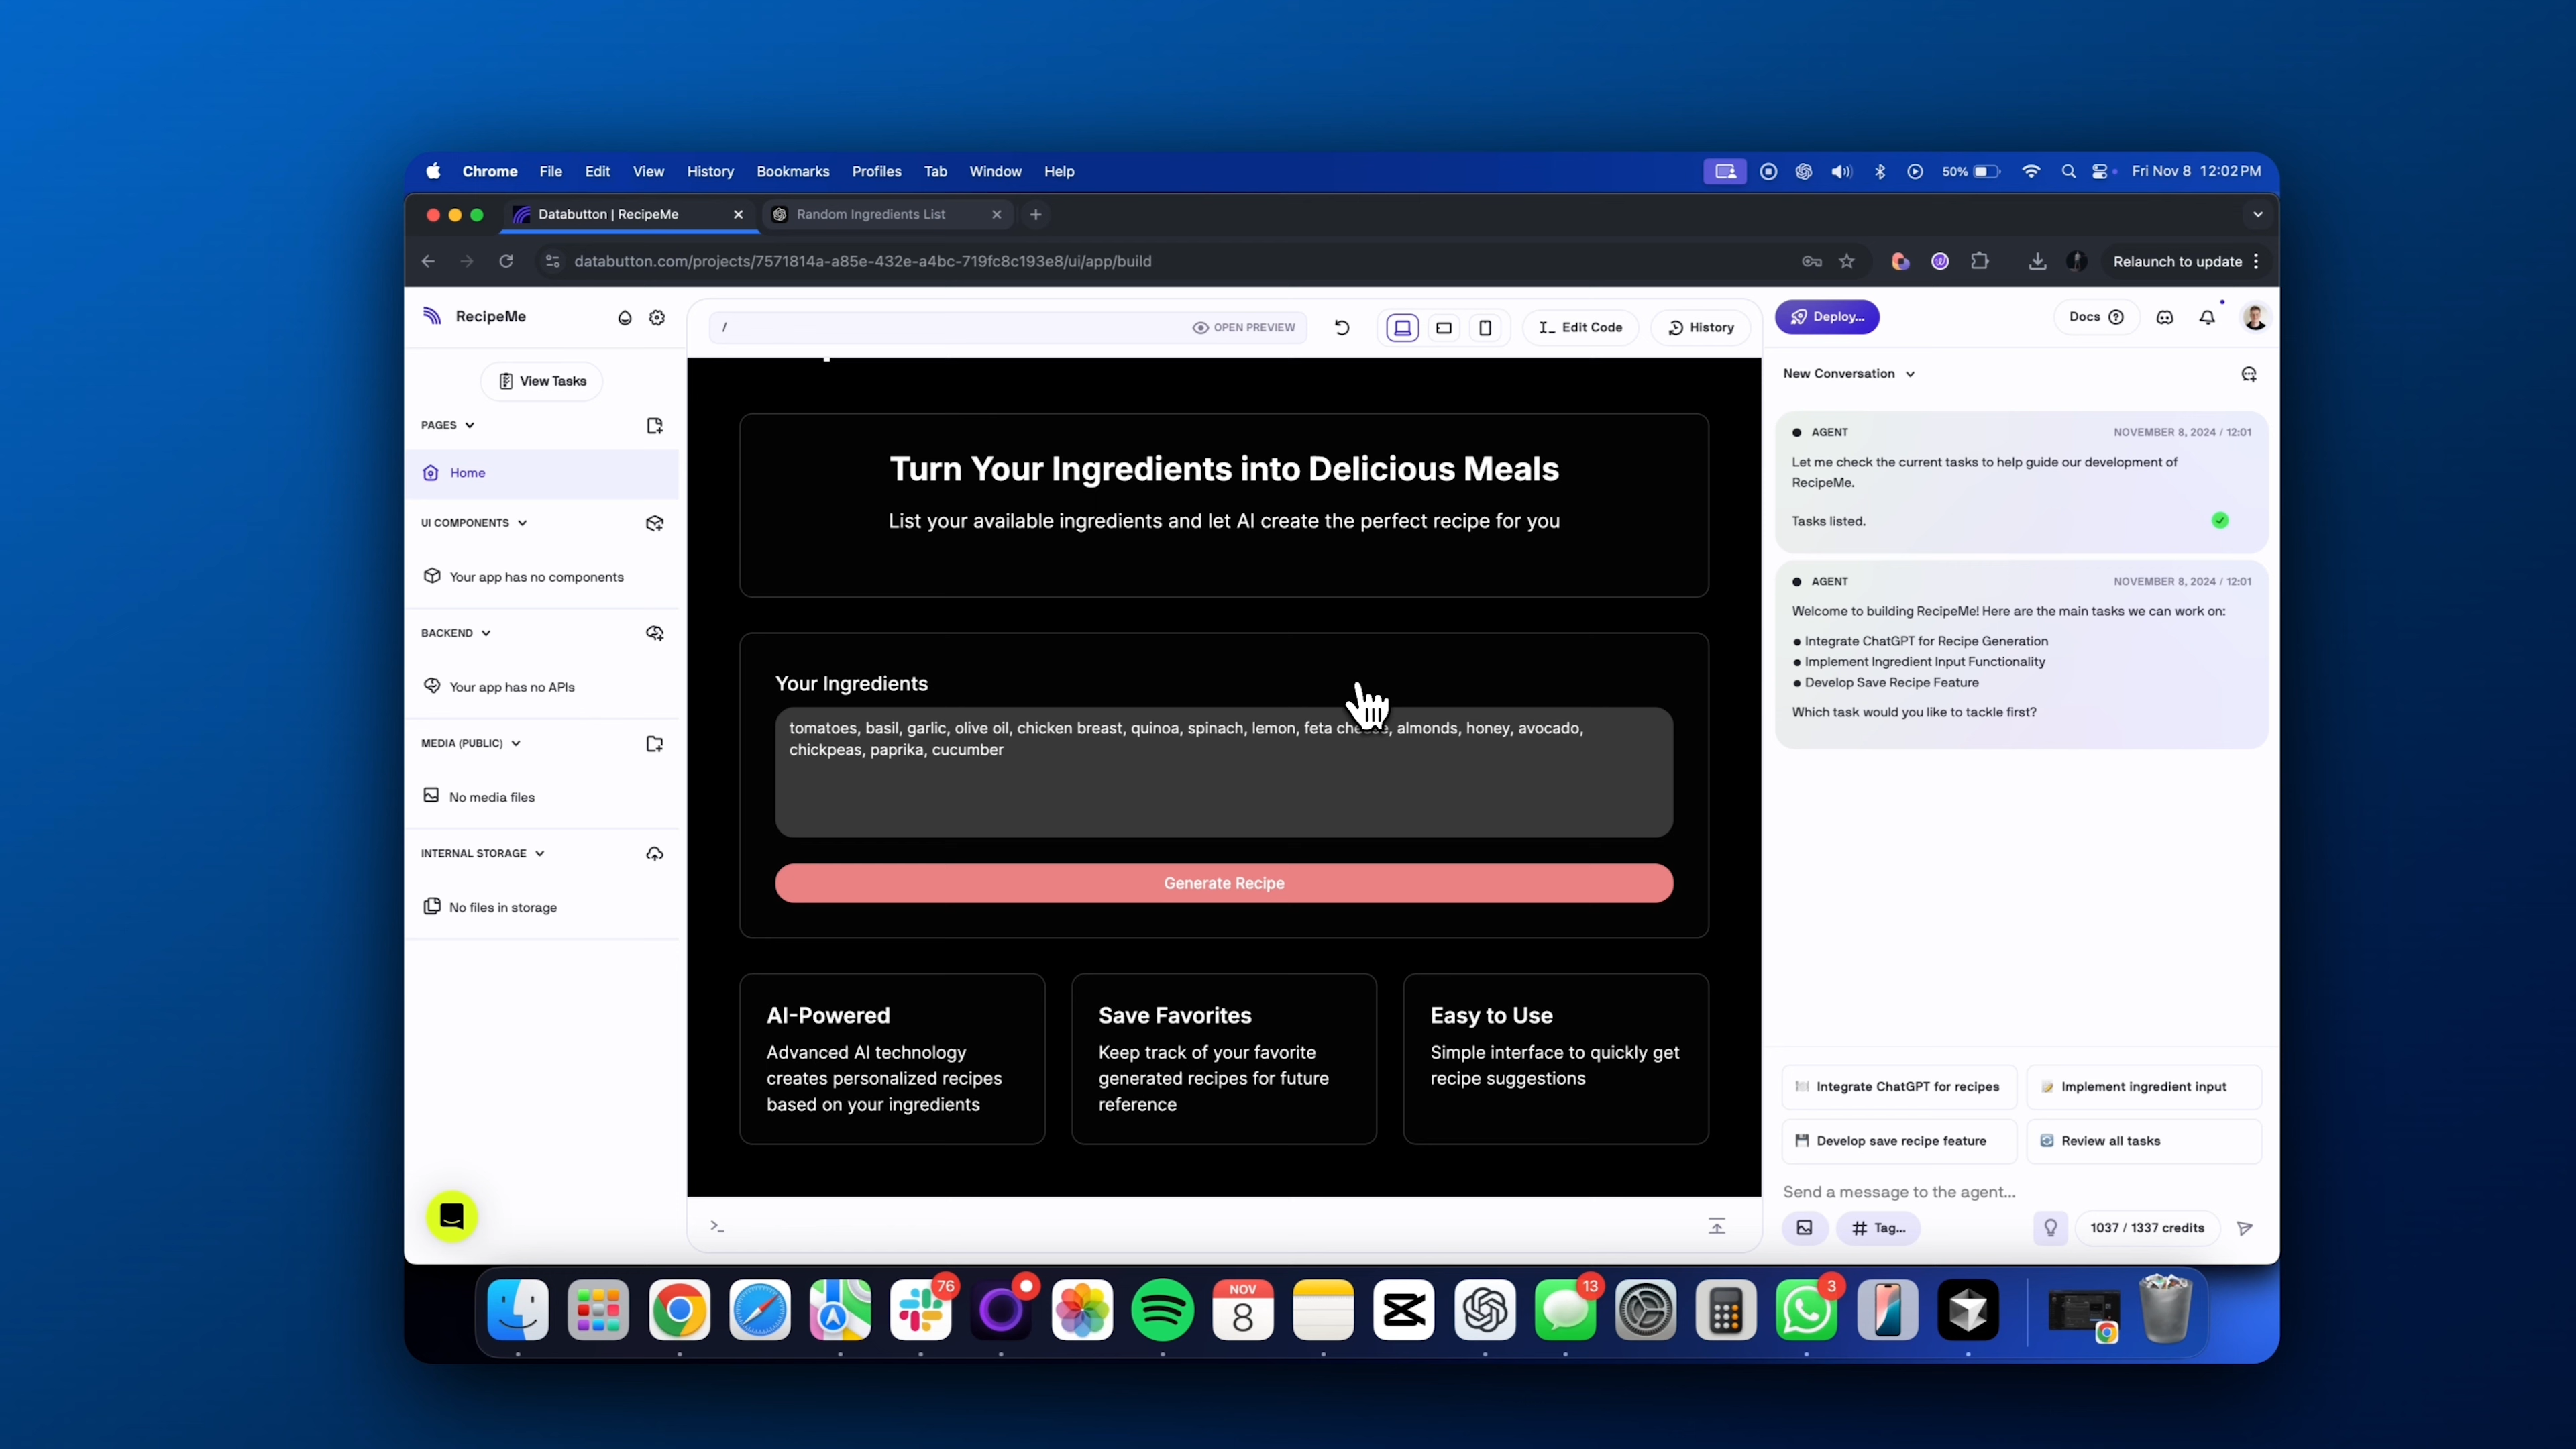 Chrome File Edit View History Bookmarks Profiles Tab Window Help
50% Fri Nov 8 12:02 PM
Databutton | RecipeMe
Random Ingredients List
databutton.com/projects/7571814a-a85e-432e-a4bc-719fc8c193e8/ui/app/build
Relaunch to update
RecipeMe
View Tasks
PAGES
Home
UI COMPONENTS
Your app has no components
BACKEND
Your app has no APIs
MEDIA (PUBLIC)
No media files
INTERNAL STORAGE
No files in storage
/
OPEN PREVIEW
Edit Code
History
Turn Your Ingredients into Delicious Meals
List your available ingredients and let AI create the perfect recipe for you
Your Ingredients
tomatoes, basil, garlic, olive oil, chicken breast, quinoa, spinach, lemon, feta cheese, almonds, honey, avocado,
chickpeas, paprika, cucumber
Generate Recipe
AI-Powered
Advanced AI technology
creates personalized recipes
based on your ingredients
Save Favorites
Keep track of your favorite
generated recipes for future
reference
Easy to Use
Simple interface to quickly get
recipe suggestions
>_
Deploy...
Docs
New Conversation
AGENT
NOVEMBER 8, 2024 / 12:01
Let me check the current tasks to help guide our development of
RecipeMe.
Tasks listed.
AGENT
NOVEMBER 8, 2024 / 12:01
Welcome to building RecipeMe! Here are the main tasks we can work on:
● Integrate ChatGPT for Recipe Generation
● Implement Ingredient Input Functionality
● Develop Save Recipe Feature
Which task would you like to tackle first?
Integrate ChatGPT for recipes
Implement ingredient input
Develop save recipe feature
Review all tasks
Send a message to the agent...
# Tag...
1037 / 1337 credits
76
NOV
8
13
3